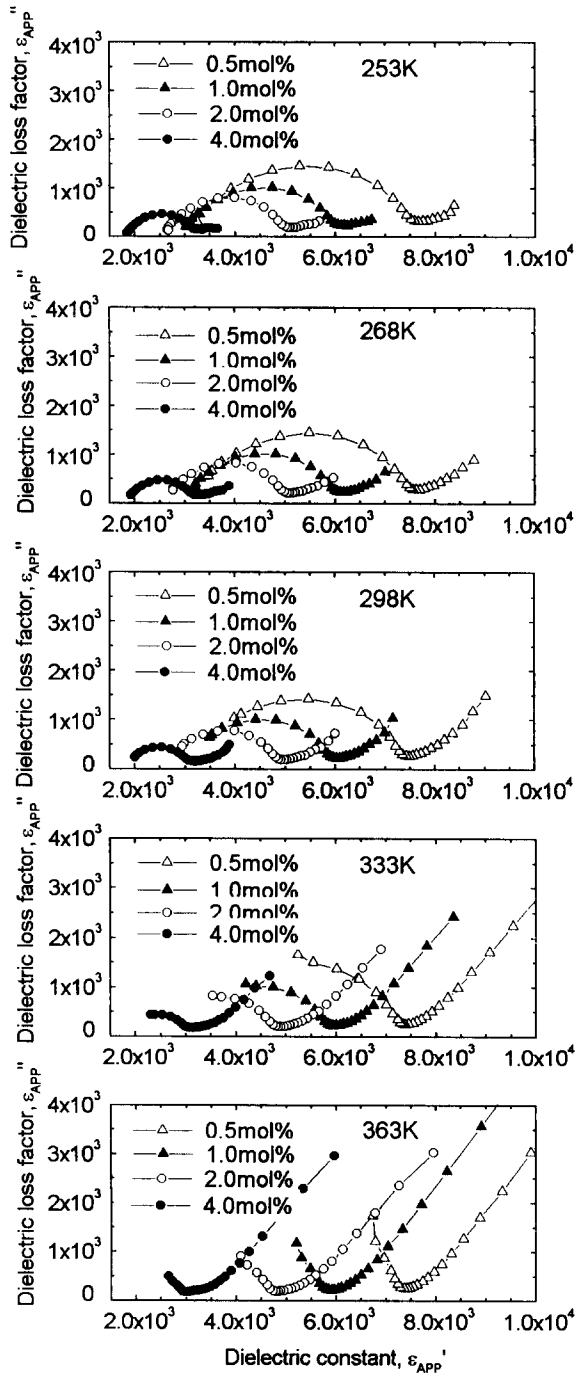 Dielectric loss factor, ε_APP''
4x10³
3x10³
2x10³
1x10³
0
0.5mol%
1.0mol%
2.0mol%
4.0mol%
253K
2.0x10³ 4.0x10³ 6.0x10³ 8.0x10³ 1.0x10⁴
Dielectric loss factor, ε_APP''
4x10³
3x10³
2x10³
1x10³
0
0.5mol%
1.0mol%
2.0mol%
4.0mol%
268K
2.0x10³ 4.0x10³ 6.0x10³ 8.0x10³ 1.0x10⁴
Dielectric loss factor, ε_APP''
4x10³
3x10³
2x10³
1x10³
0
0.5mol%
1.0mol%
2.0mol%
4.0mol%
298K
2.0x10³ 4.0x10³ 6.0x10³ 8.0x10³ 1.0x10⁴
Dielectric loss factor, ε_APP''
4x10³
3x10³
2x10³
1x10³
0
0.5mol%
1.0mol%
2.0mol%
4.0mol%
333K
2.0x10³ 4.0x10³ 6.0x10³ 8.0x10³ 1.0x10⁴
Dielectric loss factor, ε_APP''
4x10³
3x10³
2x10³
1x10³
0
0.5mol%
1.0mol%
2.0mol%
4.0mol%
363K
2.0x10³ 4.0x10³ 6.0x10³ 8.0x10³ 1.0x10⁴
Dielectric constant, ε_APP'